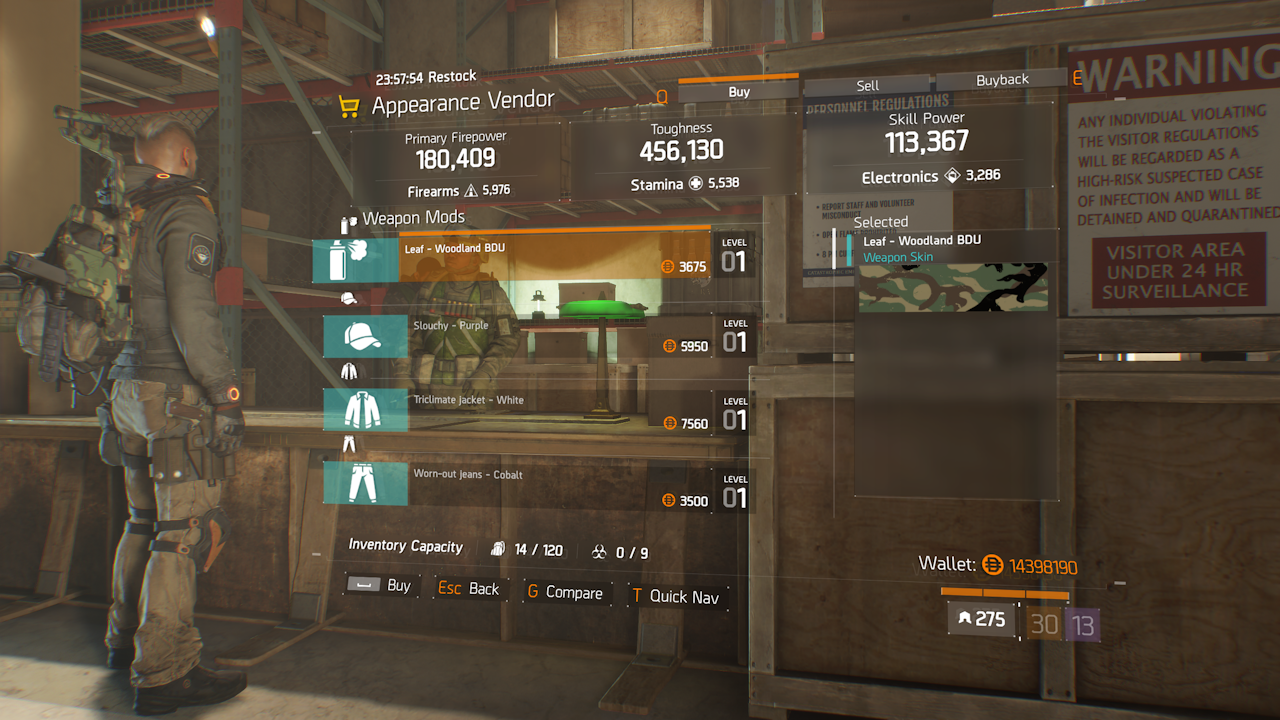 23:57:54 Restock
Appearance Vendor
Q
Buy
Sell
Buyback
E
Primary Firepower
180,409
Firearms 5,976
Toughness
456,130
Stamina 5,538
PERSONNEL REGULATIONS
Skill Power
113,367
Electronics 3,286
• REPORT STAFF AND VOLUNTEER
MISCONDUCT
WARNING
ANY INDIVIDUAL VIOLATING
THE VISITOR REGULATIONS
WILL BE REGARDED AS A
HIGH-RISK SUSPECTED CASE
OF INFECTION AND WILL BE
DETAINED AND QUARANTINED
VISITOR AREA
UNDER 24 HR
SURVEILLANCE
Weapon Mods
Leaf - Woodland BDU
3675
LEVEL
01
Slouchy - Purple
5950
LEVEL
01
Triclimate Jacket - White
7560
LEVEL
01
Worn-out Jeans - Cobalt
3500
LEVEL
01
Selected
Leaf - Woodland BDU
Weapon Skin
Inventory Capacity 14 / 120 0 / 9
Buy Esc Back G Compare T Quick Nav
Wallet: 14398190
275 30 13